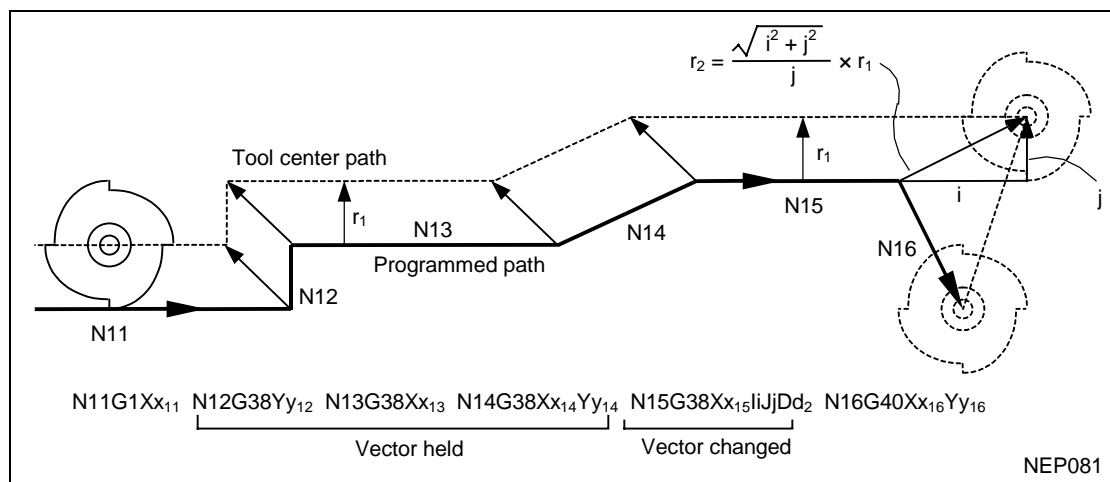 r₂ = √(i² + j²) / j × r₁
Tool center path
r₁
r₁
N13
N15
i
j
N14
N16
Programmed path
N12
N11
N11G1Xx₁₁ N12G38Yy₁₂ N13G38Xx₁₃ N14G38Xx₁₄Yy₁₄ N15G38Xx₁₅IiJjDd₂ N16G40Xx₁₆Yy₁₆
Vector held
Vector changed
NEP081